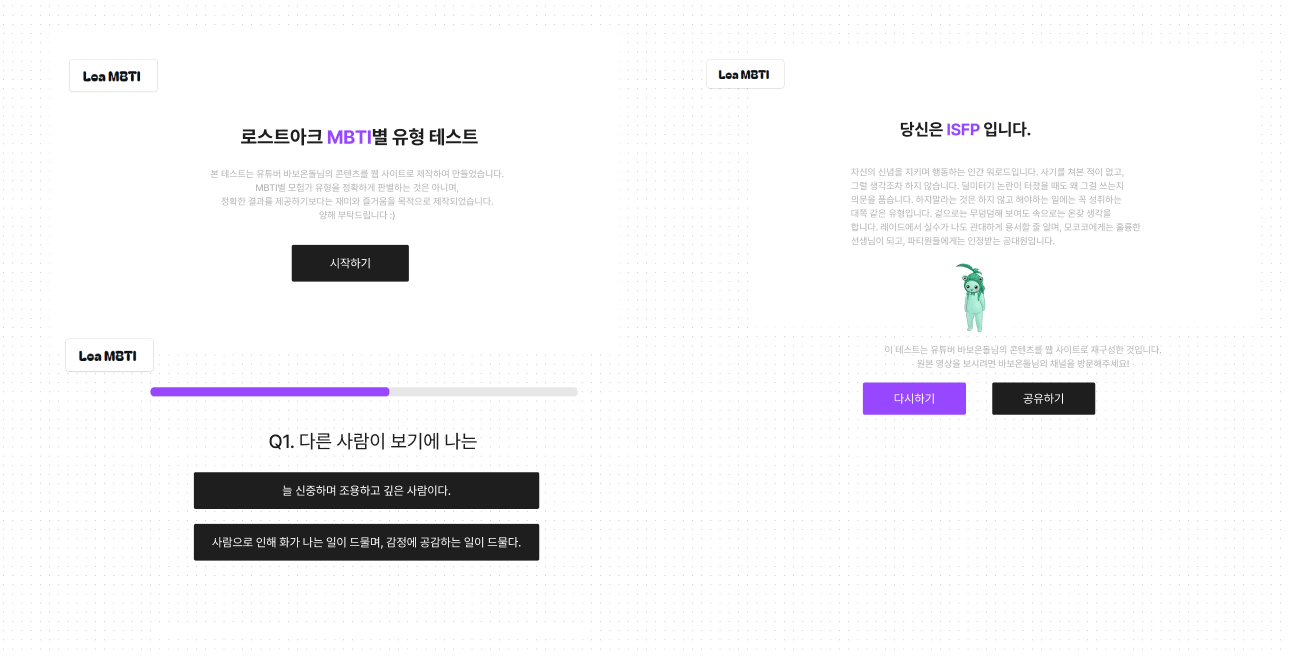 Loa MBTI
로스트아크 MBTI별 유형 테스트
본 테스트는 유튜버 바보온돌님의 콘텐츠를 웹 사이트로 제작하여 만들었습니다.
MBTI별 모험가 유형을 정확하게 판별하는 것은 아니며,
정확한 결과를 제공하기보다는 재미와 즐거움을 목적으로 제작되었습니다.
양해 부탁드립니다 :)
시작하기
Loa MBTI
Q1. 다른 사람이 보기에 나는
늘 신중하며 조용하고 깊은 사람이다.
사람으로 인해 화가 나는 일이 드물며, 감정에 공감하는 일이 드물다.
Loa MBTI
당신은 ISFP 입니다.
자신의 신념을 지키며 행동하는 인간 워로드입니다. 사기를 쳐본 적이 없고,
그럴 생각조차 하지 않습니다. 딜미터기 논란이 터졌을 때도 왜 그걸 쓰는지
의문을 품습니다. 하지말라는 것은 하지 않고 해야하는 일에는 꼭 성취하는
대쪽 같은 유형입니다. 겉으로는 무덤덤해 보여도 속으로는 온갖 생각을
합니다. 레이드에서 실수가 나도 관대하게 용서할 줄 알며, 모코코에게는 훌륭한
선생님이 되고, 파티원들에게는 인정받는 공대원입니다.
이 테스트는 유튜버 바보온돌님의 콘텐츠를 웹 사이트로 재구성한 것입니다.
원본 영상을 보시려면 바보온돌님의 채널을 방문해주세요!
다시하기
공유하기